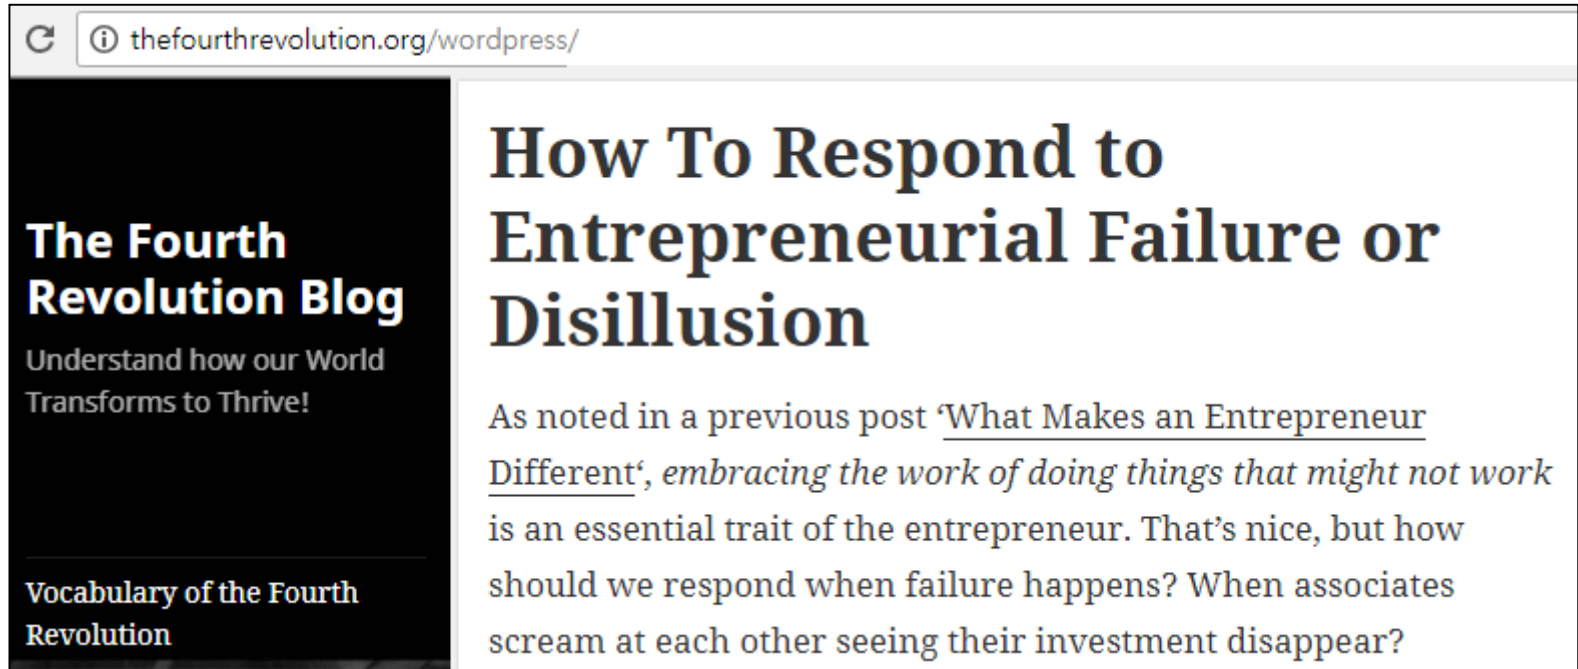 thefourthrevolution.org/wordpress/
The Fourth
Revolution Blog
Understand how our World
Transforms to Thrive!
Vocabulary of the Fourth
Revolution
How To Respond to
Entrepreneurial Failure or
Disillusion
As noted in a previous post ‘What Makes an Entrepreneur
Different‘, embracing the work of doing things that might not work
is an essential trait of the entrepreneur. That’s nice, but how
should we respond when failure happens? When associates
scream at each other seeing their investment disappear?